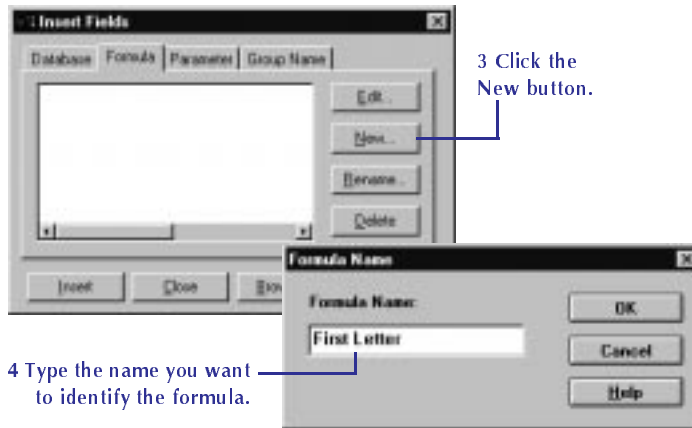 Insert Fields
Database Formula Parameter Group Name
3 Click the
New button.
Edit...
New...
Rename...
Delete
Insert Close
Formula Name
Formula Name:
First Letter
OK
Cancel
Help
4 Type the name you want
to identify the formula.